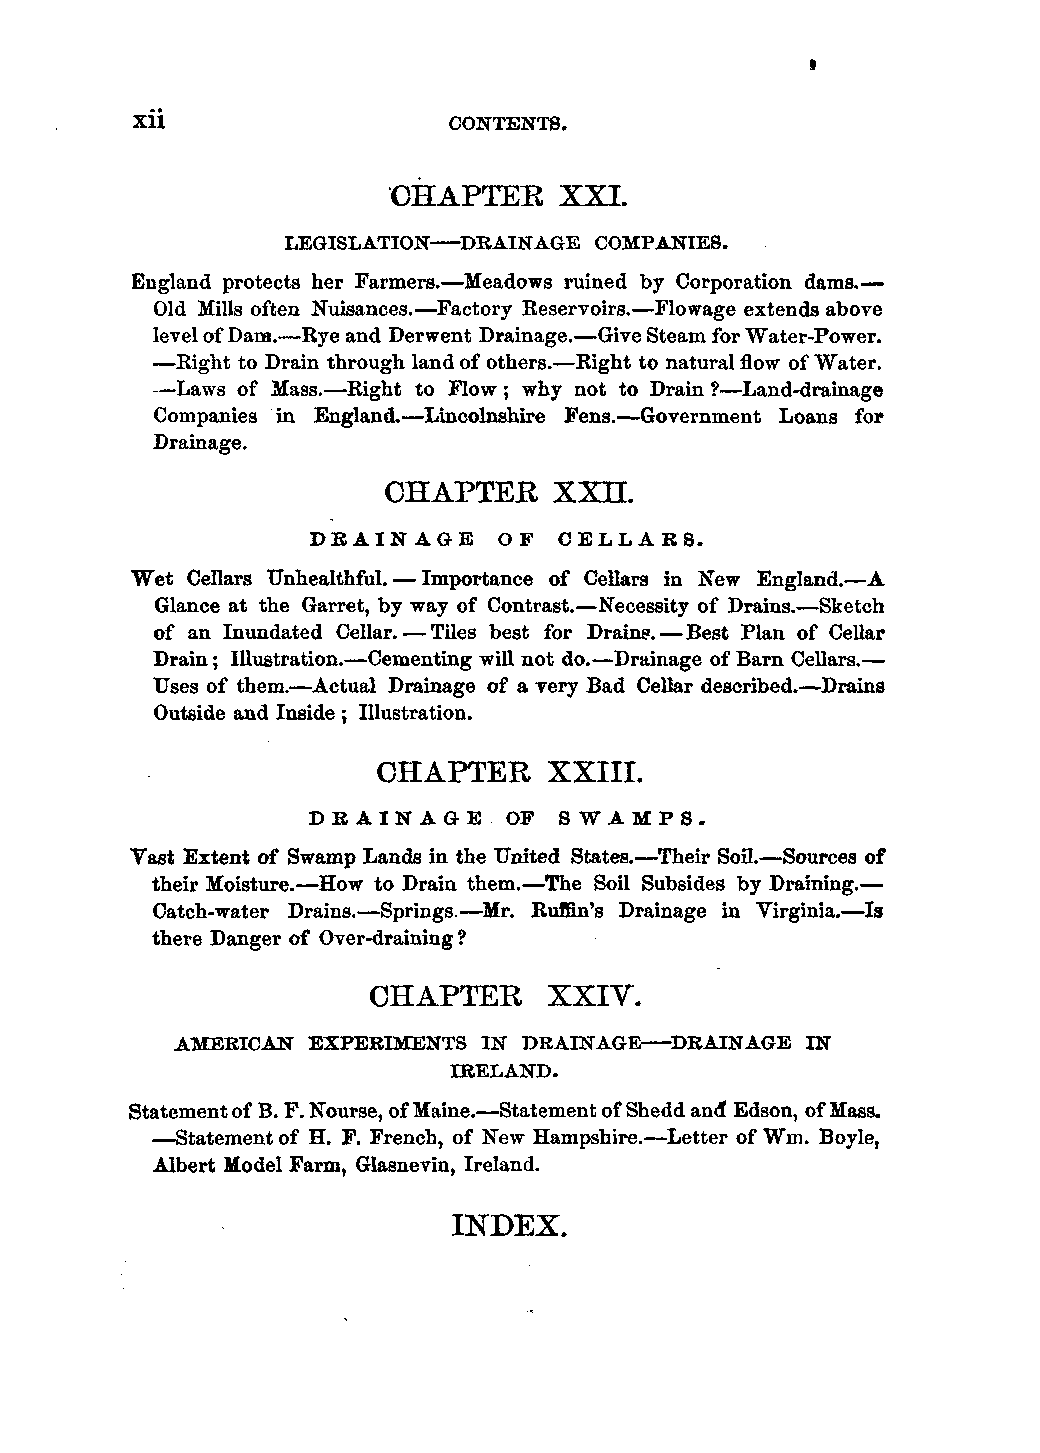 xii CONTENTS.
CHAPTER XXI.
LEGISLATION—DRAINAGE COMPANIES.
England protects her Farmers.—Meadows ruined by Corporation dams.—
Old Mills often Nuisances.—Factory Reservoirs.—Flowage extends above
level of Dam.—Rye and Derwent Drainage.—Give Steam for Water-Power.
—Right to Drain through land of others.—Right to natural flow of Water.
—Laws of Mass.—Right to Flow; why not to Drain?—Land-drainage
Companies in England.—Lincolnshire Fens.—Government Loans for
Drainage.
CHAPTER XXII.
DRAINAGE OF CELLARS.
Wet Cellars Unhealthful.—Importance of Cellars in New England.—A
Glance at the Garret, by way of Contrast.—Necessity of Drains.—Sketch
of an Inundated Cellar.—Tiles best for Drains.—Best Plan of Cellar
Drain; Illustration.—Cementing will not do.—Drainage of Barn Cellars.—
Uses of them.—Actual Drainage of a very Bad Cellar described.—Drains
Outside and Inside; Illustration.
CHAPTER XXIII.
DRAINAGE OF SWAMPS.
Vast Extent of Swamp Lands in the United States.—Their Soil.—Sources of
their Moisture.—How to Drain them.—The Soil Subsides by Draining.—
Catch-water Drains.—Springs.—Mr. Ruffin's Drainage in Virginia.—Is
there Danger of Over-draining?
CHAPTER XXIV.
AMERICAN EXPERIMENTS IN DRAINAGE—DRAINAGE IN
IRELAND.
Statement of B. F. Nourse, of Maine.—Statement of Shedd and Edson, of Mass.
—Statement of H. F. French, of New Hampshire.—Letter of Wm. Boyle,
Albert Model Farm, Glasnevin, Ireland.
INDEX.